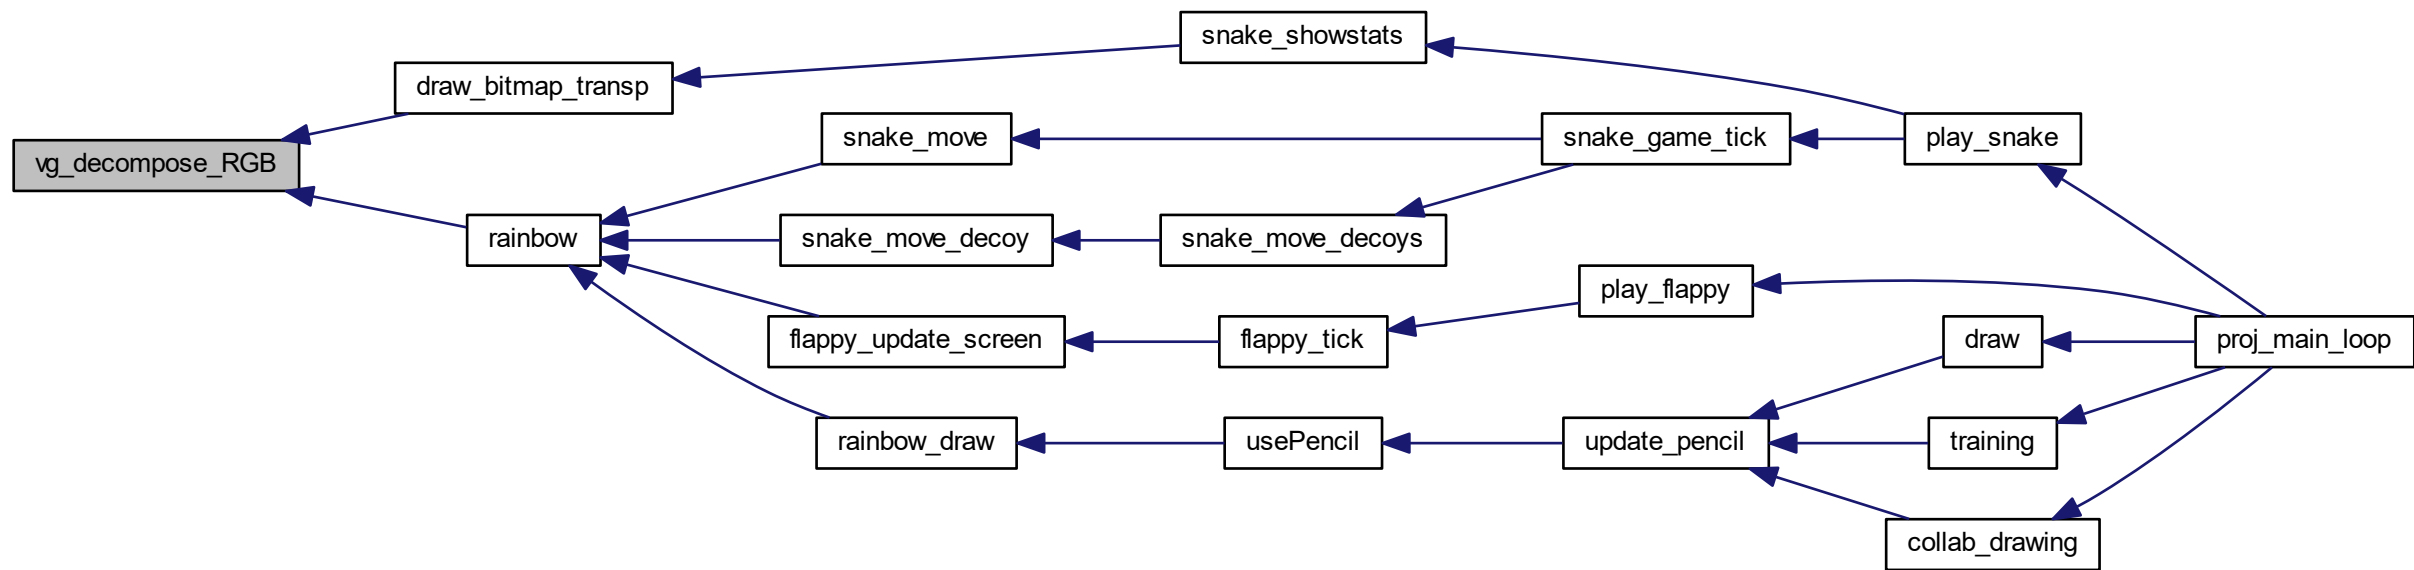 snake_showstats
draw_bitmap_transp
snake_move
snake_game_tick
play_snake
vg_decompose_RGB
rainbow
snake_move_decoy
snake_move_decoys
play_flappy
flappy_update_screen
flappy_tick
draw
proj_main_loop
rainbow_draw
usePencil
update_pencil
training
collab_drawing